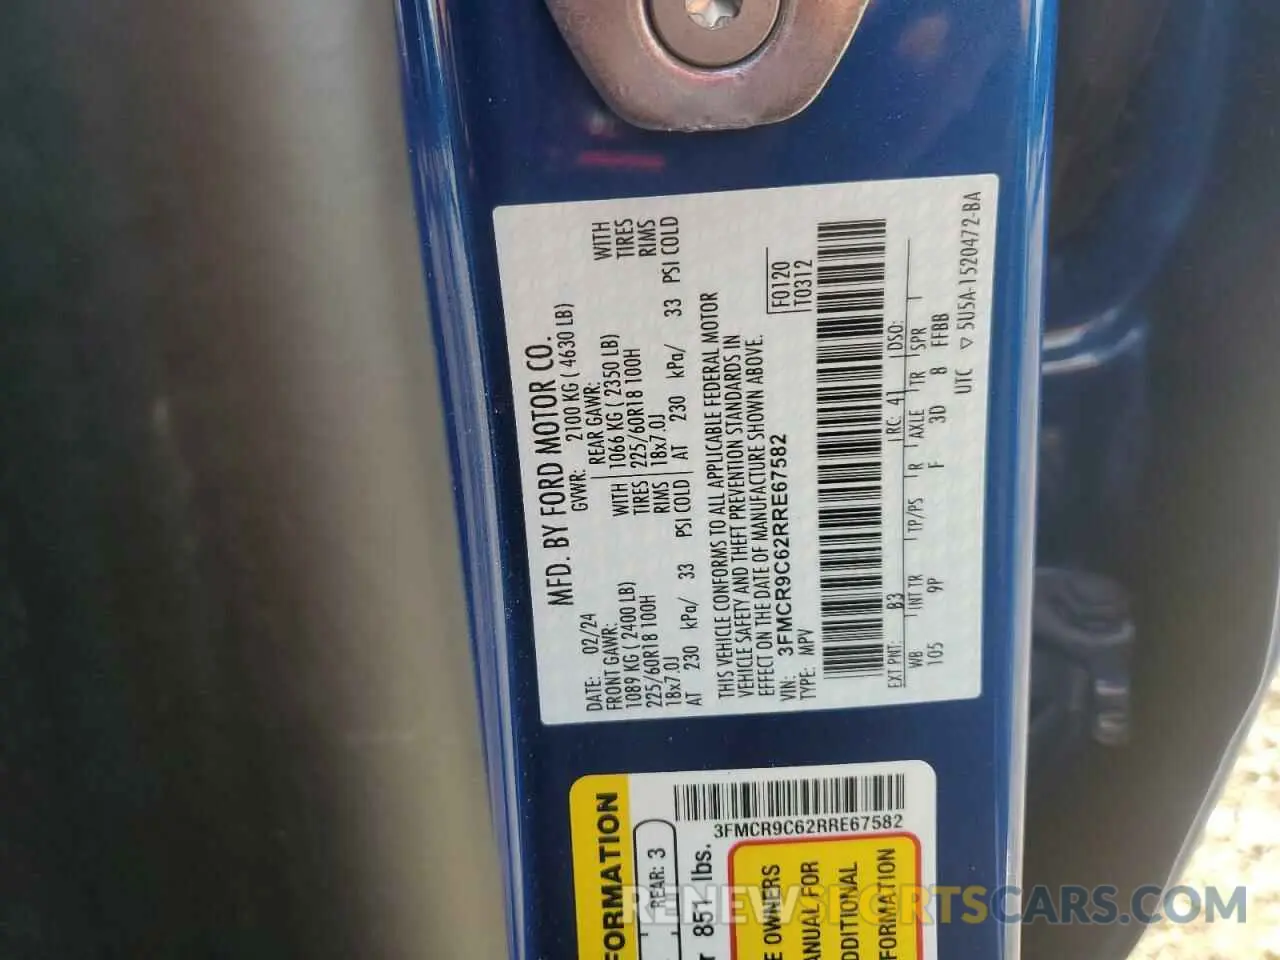 MFD. BY FORD MOTOR CO.
DATE: 02/24 GVWR: 2100 KG ( 4630 LB)
FRONT GAWR: REAR GAWR:
1089 KG ( 2400 LB) WITH 1066 KG ( 2350 LB) WITH
225/60R18 100H TIRES 225/60R18 100H TIRES
18x7.0J RIMS 18x7.0J RIMS
AT 230 kPa/ 33 PSI COLD AT 230 kPa/ 33 PSI COLD
THIS VEHICLE CONFORMS TO ALL APPLICABLE FEDERAL MOTOR
VEHICLE SAFETY AND THEFT PREVENTION STANDARDS IN
EFFECT ON THE DATE OF MANUFACTURE SHOWN ABOVE.
VIN: 3FMCR9C62RRE67582
TYPE: MPV
F0120
T0312
EXT PNT: B3 RC: 41 DSO:
WB INT TR TP/PS R AXLE TR SPR
105 9P F 3D 8 FFBB
UTC ▽ 5U5A-1520472-BA
FORMATION
REAR: 3
851 lbs.
3FMCR9C62RRE67582
E OWNERS
ANUAL FOR
DDITIONAL
FORMATION
RENEWSPORTSCARS.COM